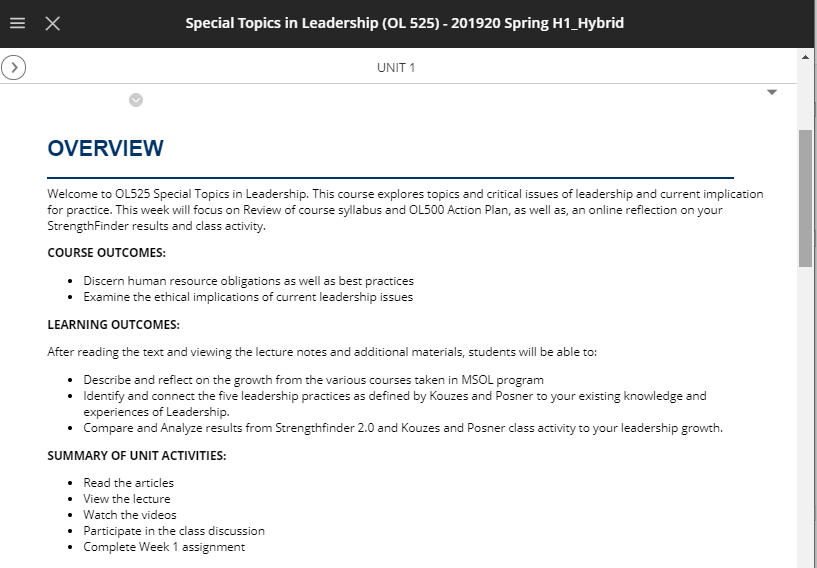 Special Topics in Leadership (OL 525) - 201920 Spring H1_Hybrid
UNIT 1
OVERVIEW
Welcome to OL525 Special Topics in Leadership. This course explores topics and critical issues of leadership and current implication
for practice. This week will focus on Review of course syllabus and OL500 Action Plan, as well as, an online reflection on your
StrengthFinder results and class activity.
COURSE OUTCOMES:
• Discern human resource obligations as well as best practices
• Examine the ethical implications of current leadership issues
LEARNING OUTCOMES:
After reading the text and viewing the lecture notes and additional materials, students will be able to:
• Describe and reflect on the growth from the various courses taken in MSOL program
• Identify and connect the five leadership practices as defined by Kouzes and Posner to your existing knowledge and
experiences of Leadership.
• Compare and Analyze results from Strengthfinder 2.0 and Kouzes and Posner class activity to your leadership growth.
SUMMARY OF UNIT ACTIVITIES:
• Read the articles
• View the lecture
• Watch the videos
• Participate in the class discussion
• Complete Week 1 assignment